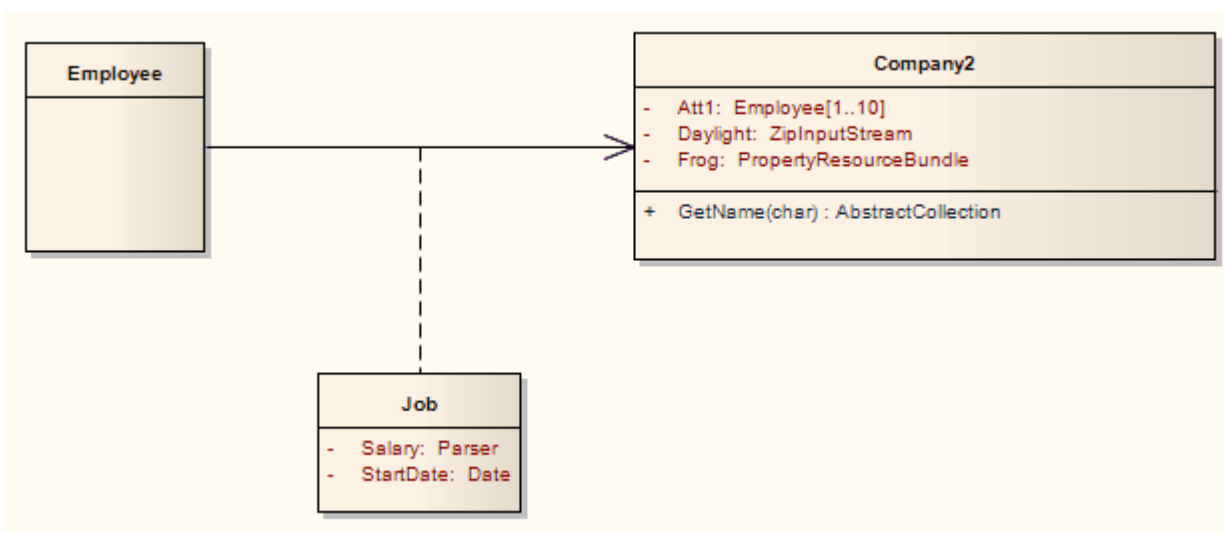 Employee
Company2
- Att1: Employee[1..10]
- Daylight: ZipInputStream
- Frog: PropertyResourceBundle
+ GetName(char) : AbstractCollection
Job
- Salary: Parser
- StartDate: Date